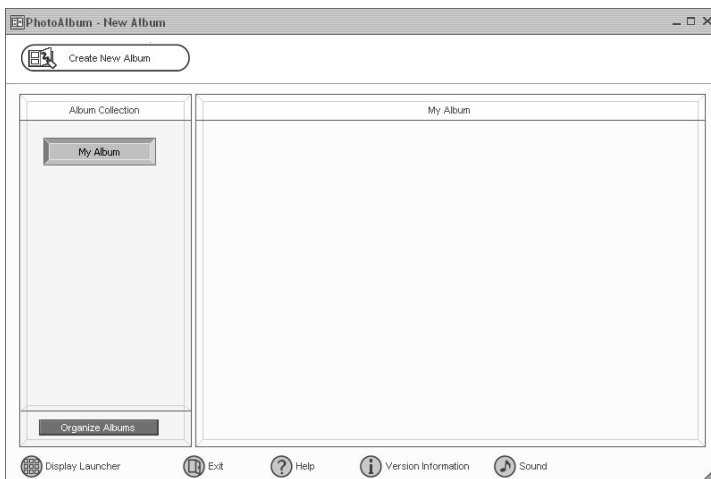 PhotoAlbum - New Album
Create New Album
Album Collection
My Album
My Album
Organize Albums
Display Launcher
Exit
Help
Version Information
Sound